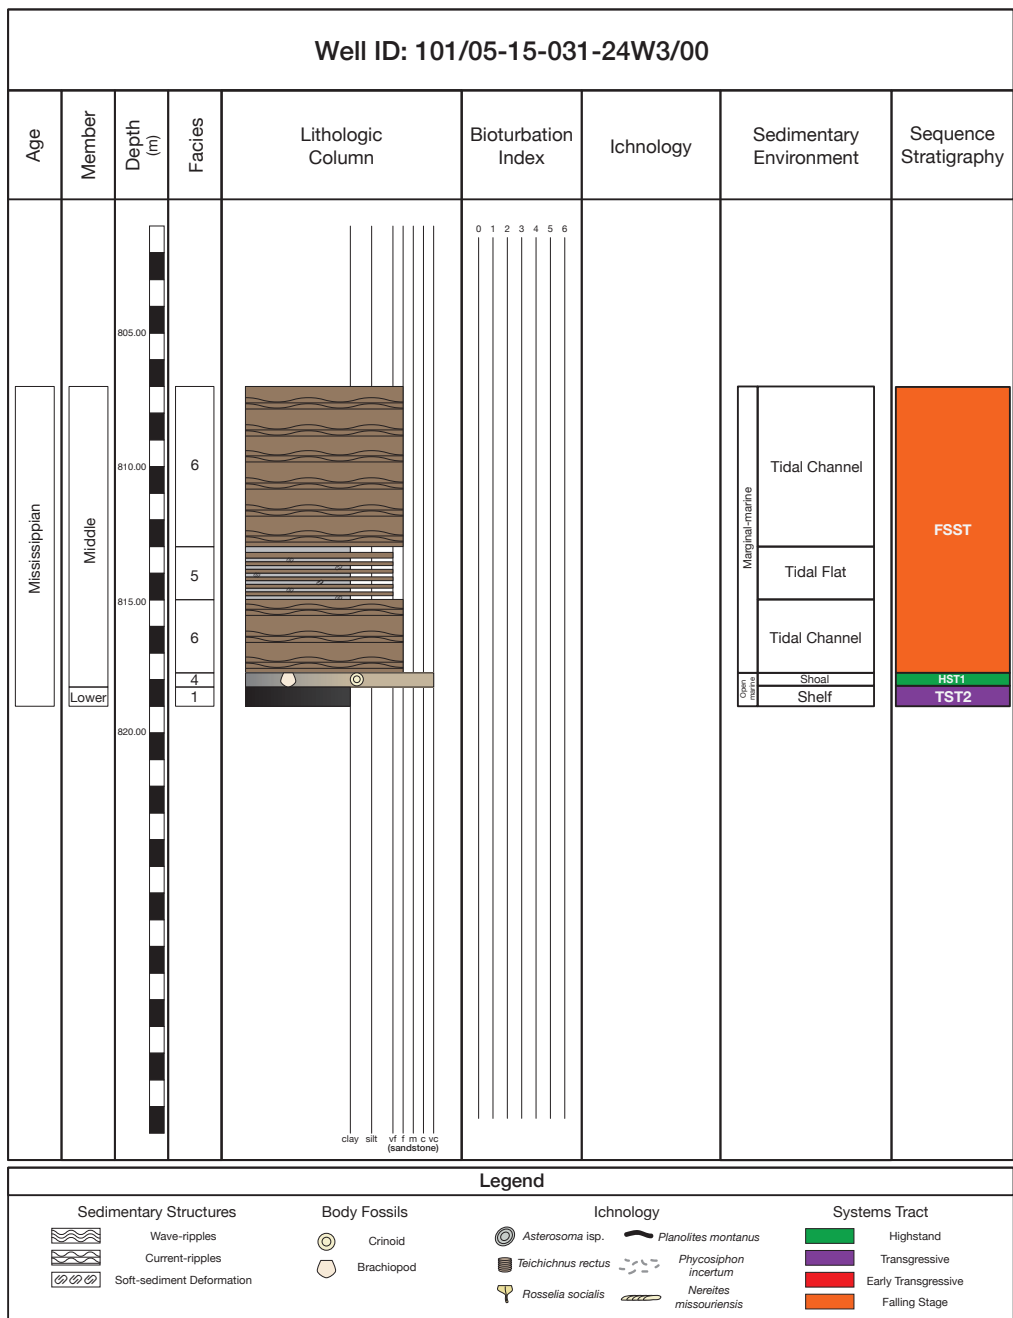 Well ID: 101/05-15-031-24W3/00
Age
Member
Depth
(m)
Facies
Lithologic
Column
Bioturbation
Index
Ichnology
Sedimentary
Environment
Sequence
Stratigraphy
0 1 2 3 4 5 6
805.00
810.00
815.00
820.00
Mississippian
Middle
Lower
6
5
6
4
1
Marginal-marine
Open
marine
Tidal Channel
Tidal Flat
Tidal Channel
Shoal
Shelf
FSST
HST1
TST2
clay silt vf f m c vc
(sandstone)
Legend
Sedimentary Structures
Wave-ripples
Current-ripples
Soft-sediment Deformation
Body Fossils
Crinoid
Brachiopod
Ichnology
Asterosoma isp.
Teichichnus rectus
Rosselia socialis
Planolites montanus
Phycosiphon
incertum
Nereites
missouriensis
Systems Tract
Highstand
Transgressive
Early Transgressive
Falling Stage